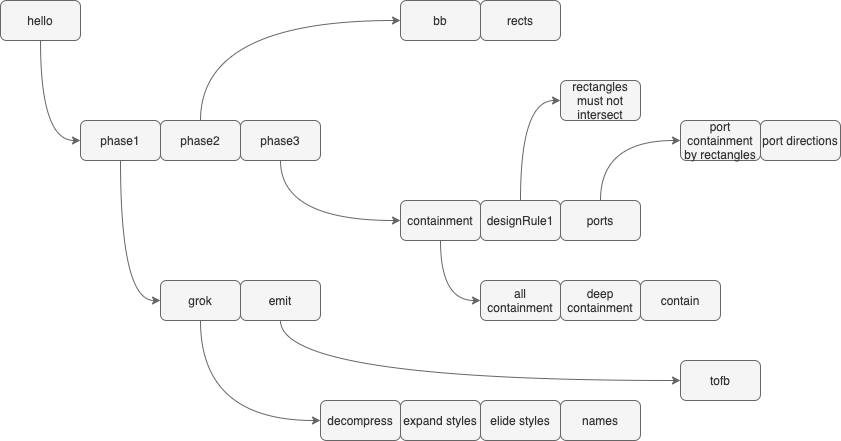 hello
bb
rects
rectangles
must not
intersect
phase1
phase2
phase3
port
containment
by rectangles
port directions
containment
designRule1
ports
grok
emit
all
containment
deep
containment
contain
tofb
decompress
expand styles
elide styles
names